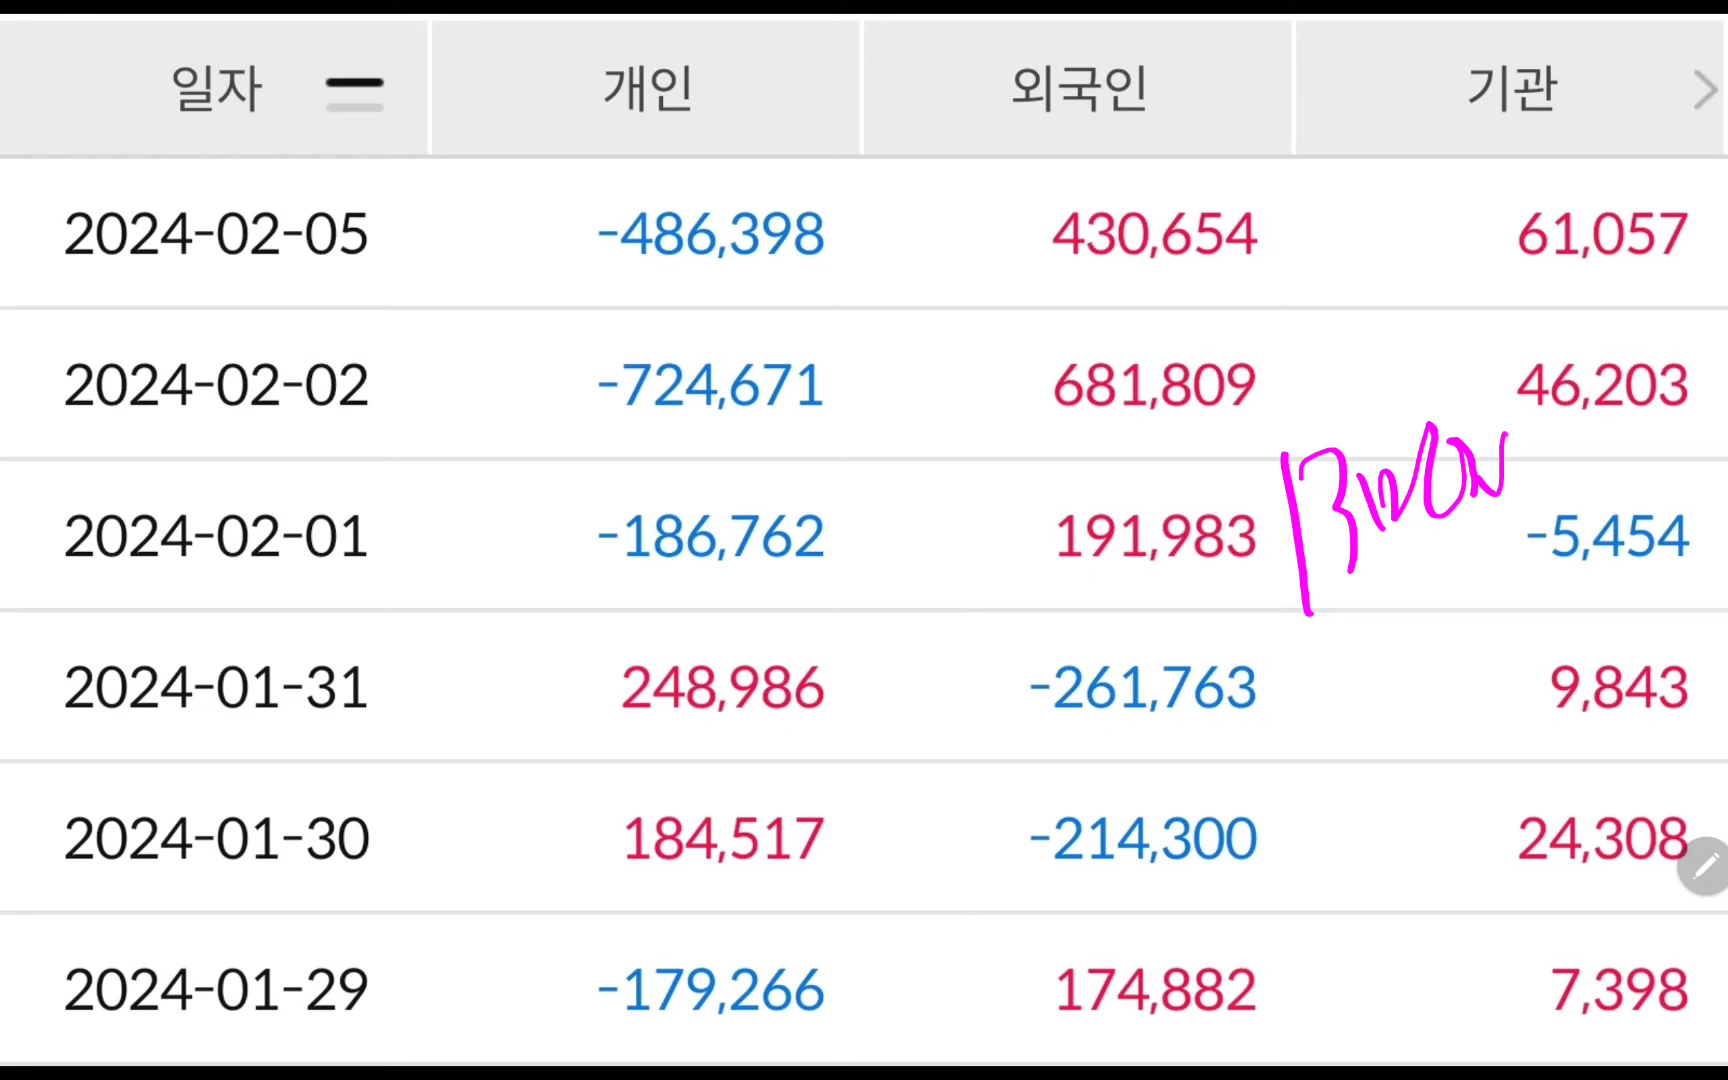 일자 개인 외국인 기관
2024-02-05 -486,398 430,654 61,057
2024-02-02 -724,671 681,809 46,203
2024-02-01 -186,762 191,983 -5,454
2024-01-31 248,986 -261,763 9,843
2024-01-30 184,517 -214,300 24,308
2024-01-29 -179,266 174,882 7,398